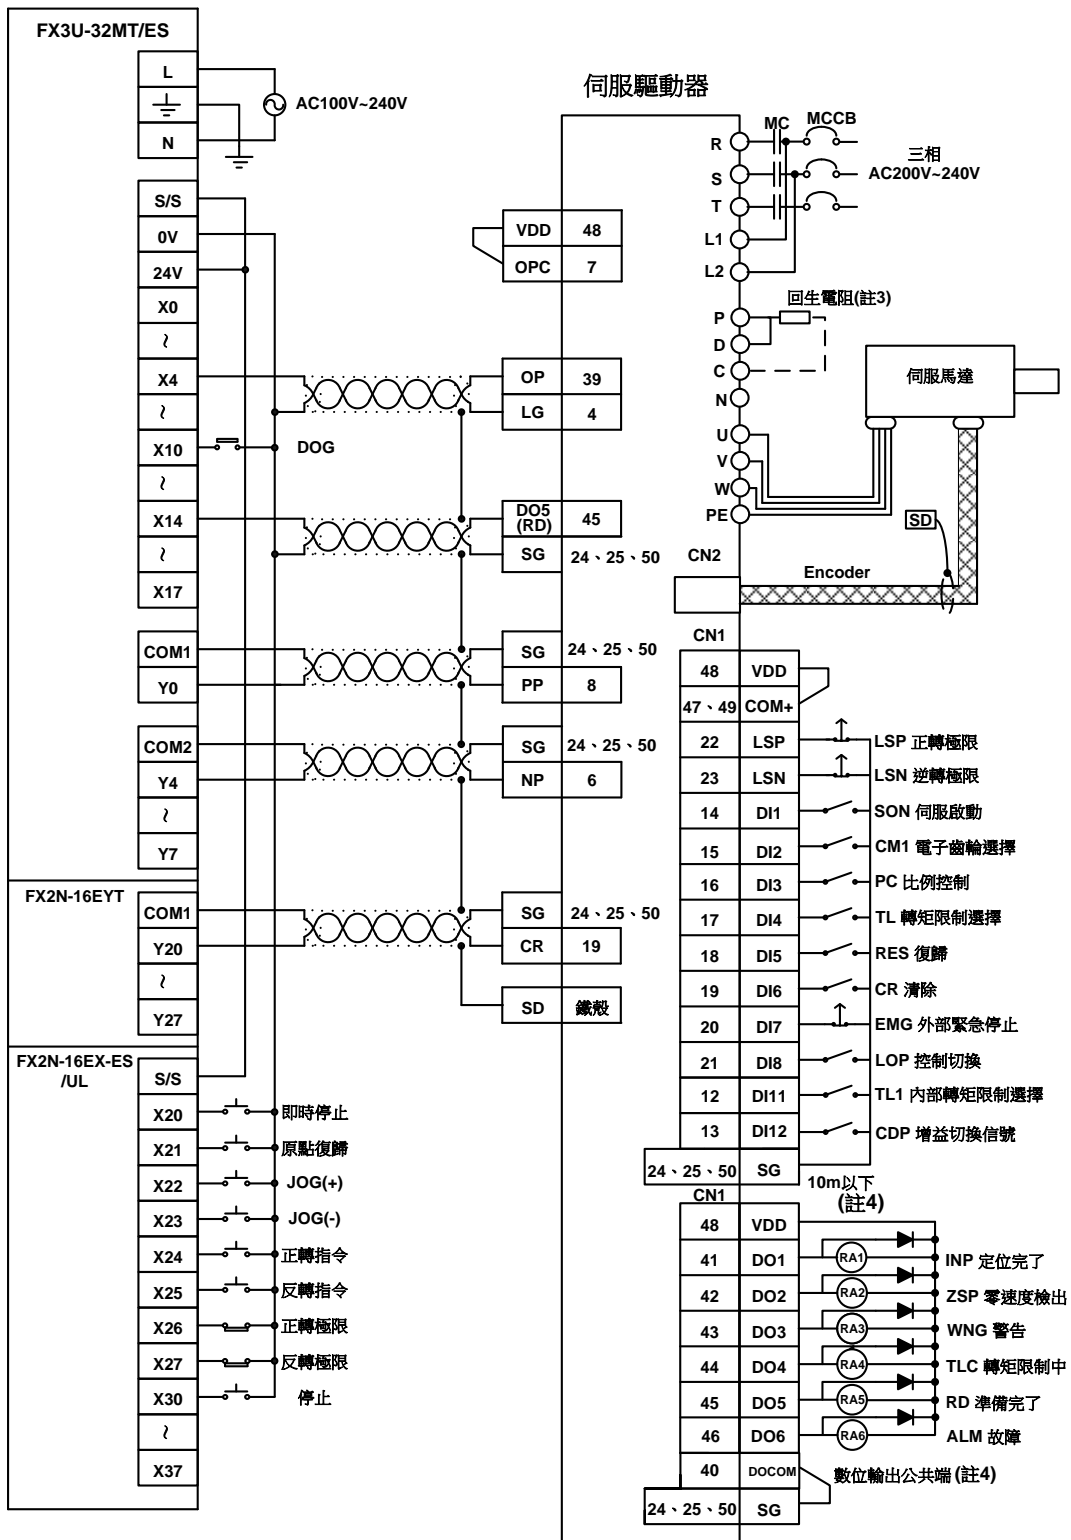 FX3U-32MT/ES
L
N
AC100V~240V
S/S
0V
24V
X0
~
X4
~
X10
DOG
~
X14
~
X17
COM1
Y0
COM2
Y4
~
Y7
FX2N-16EYT
COM1
Y20
~
Y27
FX2N-16EX-ES
/UL
S/S
X20 即時停止
X21 原點復歸
X22 JOG(+)
X23 JOG(-)
X24 正轉指令
X25 反轉指令
X26 正轉極限
X27 反轉極限
X30 停止
~
X37
伺服驅動器
VDD 48
OPC 7
OP 39
LG 4
DO5
(RD) 45
SG 24、25、50
SG 24、25、50
PP 8
SG 24、25、50
NP 6
SG 24、25、50
CR 19
SD 鐵殼
MC MCCB
R
S
T
三相
AC200V~240V
L1
L2
回生電阻(註3)
P
D
C
N
U
V
W
PE
伺服馬達
SD
CN2
Encoder
CN1
48 VDD
47、49 COM+
22 LSP LSP 正轉極限
23 LSN LSN 逆轉極限
14 DI1 SON 伺服啟動
15 DI2 CM1 電子齒輪選擇
16 DI3 PC 比例控制
17 DI4 TL 轉矩限制選擇
18 DI5 RES 復歸
19 DI6 CR 清除
20 DI7 EMG 外部緊急停止
21 DI8 LOP 控制切換
12 DI11 TL1 內部轉矩限制選擇
13 DI12 CDP 增益切換信號
24、25、50 SG
10m以下
(註4)
CN1
48 VDD
41 DO1 RA1 INP 定位完了
42 DO2 RA2 ZSP 零速度檢出
43 DO3 RA3 WNG 警告
44 DO4 RA4 TLC 轉矩限制中
45 DO5 RA5 RD 準備完了
46 DO6 RA6 ALM 故障
40 DOCOM 數位輸出公共端 (註4)
24、25、50 SG